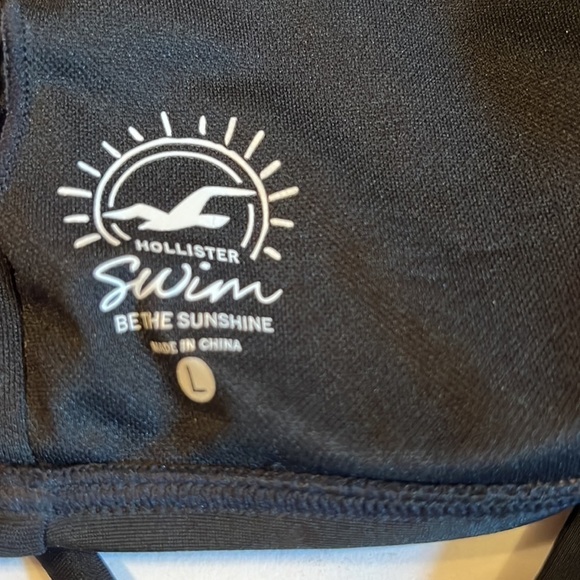 HOLLISTER
Swim
BE THE SUNSHINE
MADE IN CHINA
L